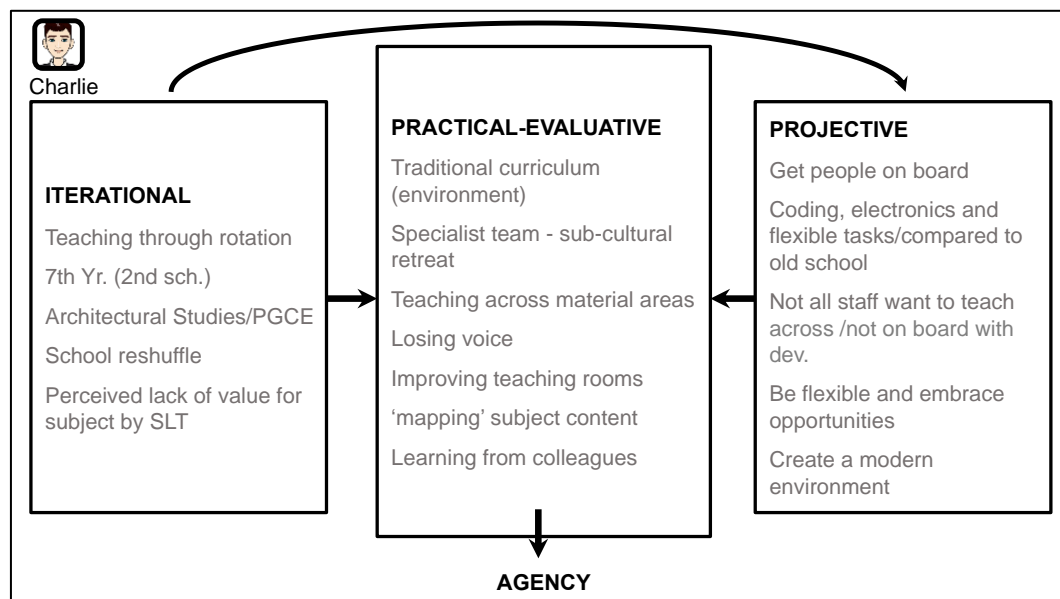 Charlie
ITERATIONAL
Teaching through rotation
7th Yr. (2nd sch.)
Architectural Studies/PGCE
School reshuffle
Perceived lack of value for
subject by SLT
PRACTICAL-EVALUATIVE
Traditional curriculum
(environment)
Specialist team - sub-cultural
retreat
Teaching across material areas
Losing voice
Improving teaching rooms
‘mapping’ subject content
Learning from colleagues
PROJECTIVE
Get people on board
Coding, electronics and
flexible tasks/compared to
old school
Not all staff want to teach
across /not on board with
dev.
Be flexible and embrace
opportunities
Create a modern
environment
AGENCY